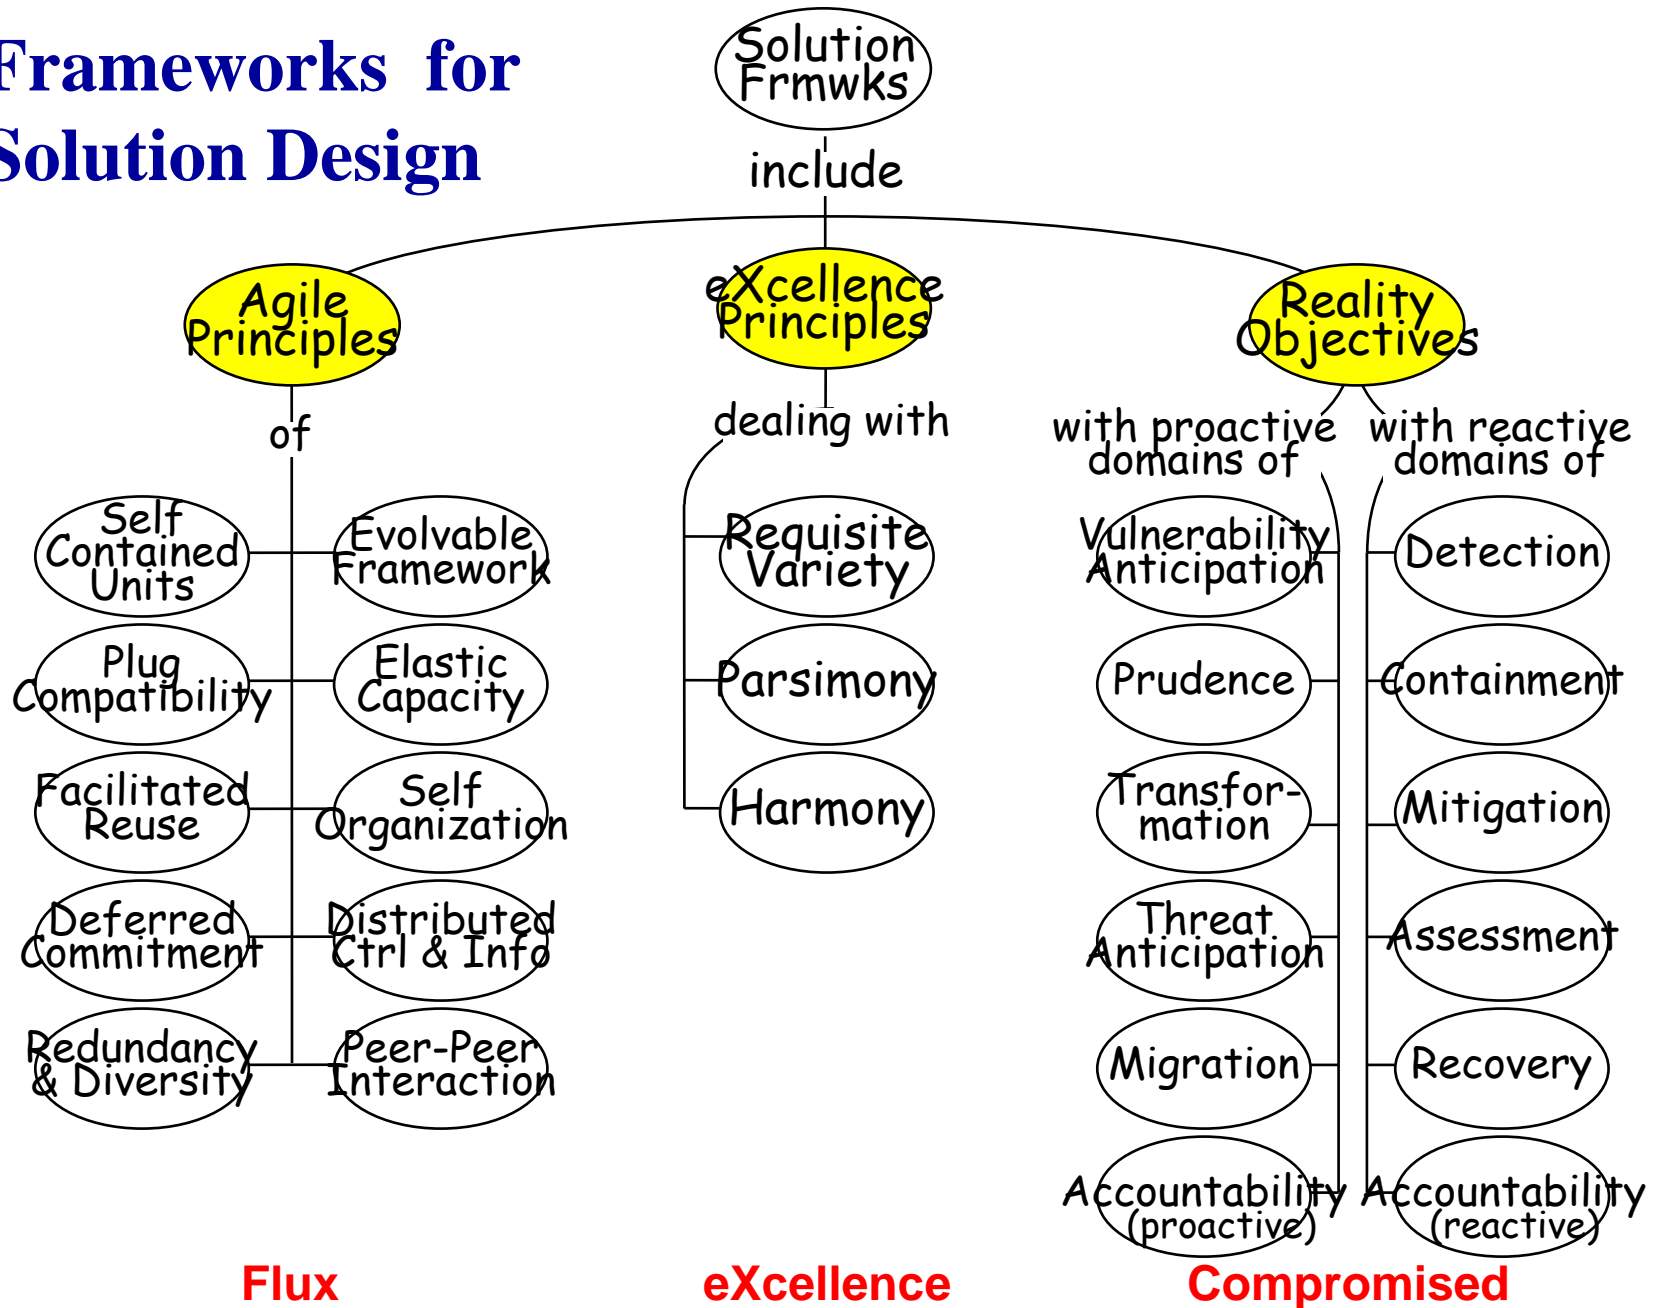 Frameworks for
Solution Design
Solution
Frmwks
include
Agile
Principles
eXcellence
Principles
Reality
Objectives
of
dealing with
with proactive
domains of
with reactive
domains of
Self
Contained
Units
Evolvable
Framework
Plug
Compatibility
Elastic
Capacity
Facilitated
Reuse
Self
Organization
Deferred
Commitment
Distributed
Ctrl & Info
Redundancy
& Diversity
Peer-Peer
Interaction
Requisite
Variety
Parsimony
Harmony
Vulnerability
Anticipation
Prudence
Transfor-
mation
Threat
Anticipation
Migration
Accountability
(proactive)
Detection
Containment
Mitigation
Assessment
Recovery
Accountability
(reactive)
Flux
eXcellence
Compromised